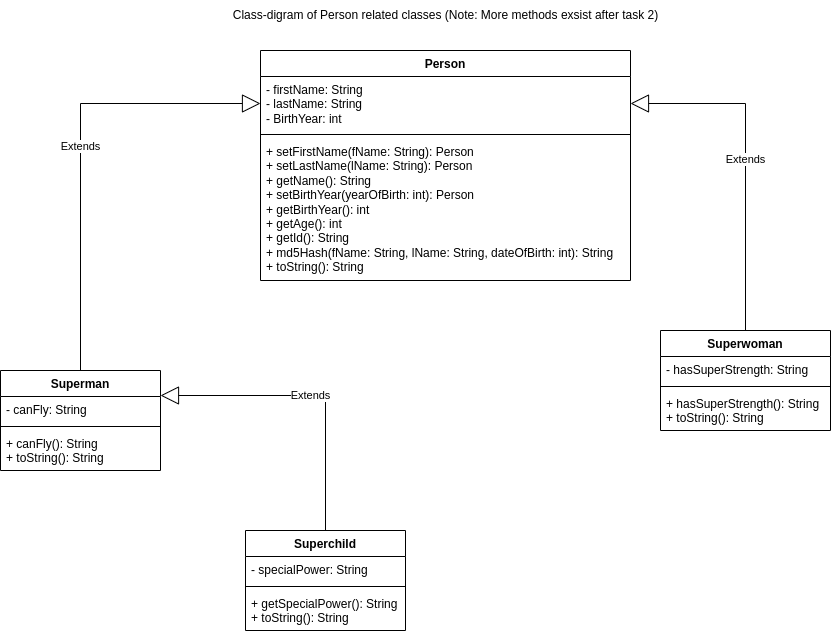 Class-digram of Person related classes (Note: More methods exsist after task 2)
Person
- firstName: String
- lastName: String
- BirthYear: int
+ setFirstName(fName: String): Person
+ setLastName(lName: String): Person
+ getName(): String
+ setBirthYear(yearOfBirth: int): Person
+ getBirthYear(): int
+ getAge(): int
+ getId(): String
+ md5Hash(fName: String, lName: String, dateOfBirth: int): String
+ toString(): String
Extends
Extends
Superwoman
- hasSuperStrength: String
+ hasSuperStrength(): String
+ toString(): String
Superman
- canFly: String
+ canFly(): String
+ toString(): String
Extends
Superchild
- specialPower: String
+ getSpecialPower(): String
+ toString(): String